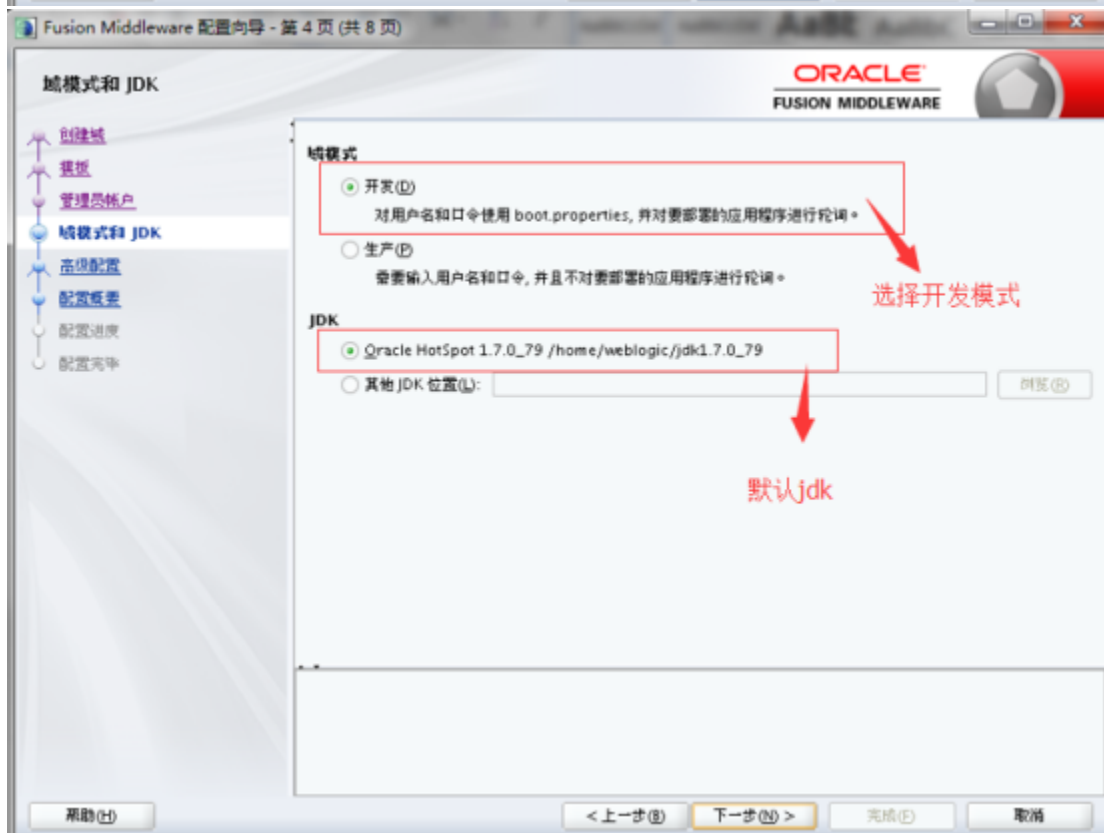 Fusion Middleware 配置向导 - 第 4 页 (共 8 页)
域模式和 JDK
ORACLE
FUSION MIDDLEWARE
创建域
模板
管理员帐户
域模式和 JDK
高级配置
配置概要
配置进度
配置完毕
域模式
开发(D)
对用户名和口令使用 boot.properties, 并对要部署的应用程序进行轮询。
生产(P)
需要输入用户名和口令, 并且不对要部署的应用程序进行轮询。
选择开发模式
JDK
Oracle HotSpot 1.7.0_79 /home/weblogic/jdk1.7.0_79
其他 JDK 位置(L):
浏览(R)
默认jdk
帮助(H)
<上一步(B)
下一步(N) >
完成(F)
取消